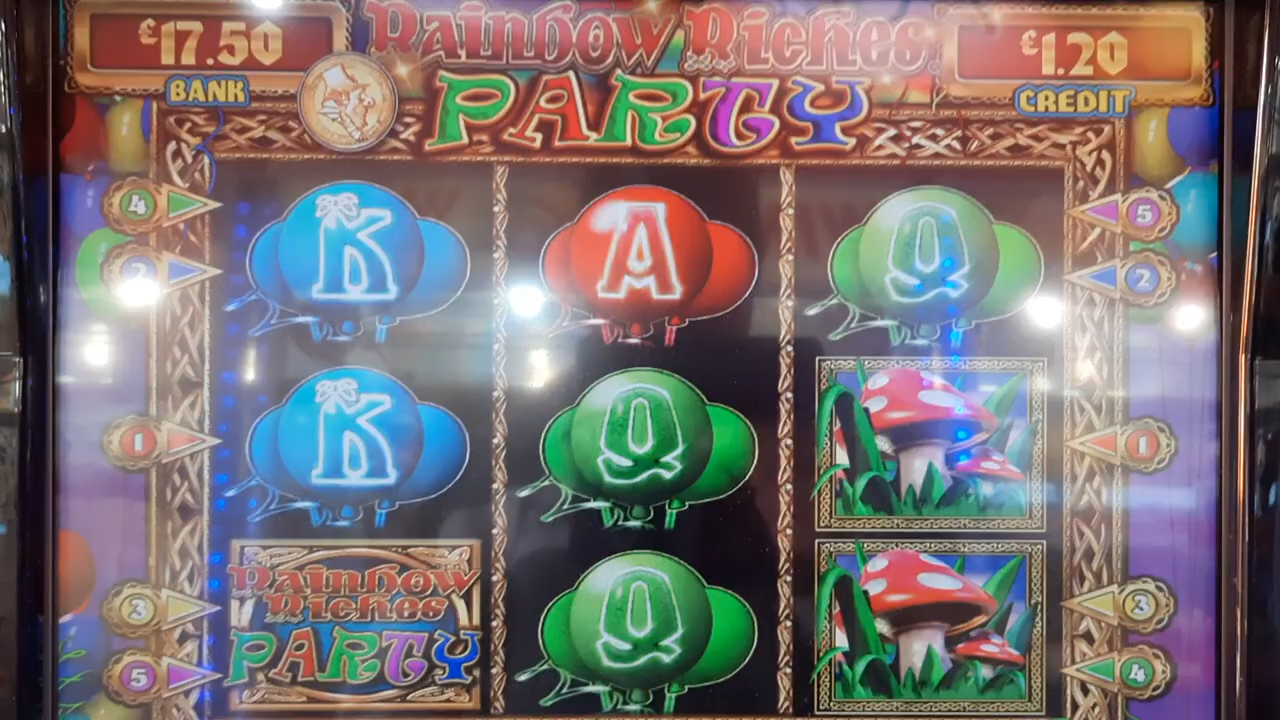 £17.50
BANK
Rainbow Riches
PARTY
£1.20
CREDIT
4
5
2
2
K
A
Q
1
1
K
Q
3
3
5
4
Rainbow
Riches
PARTY
Q